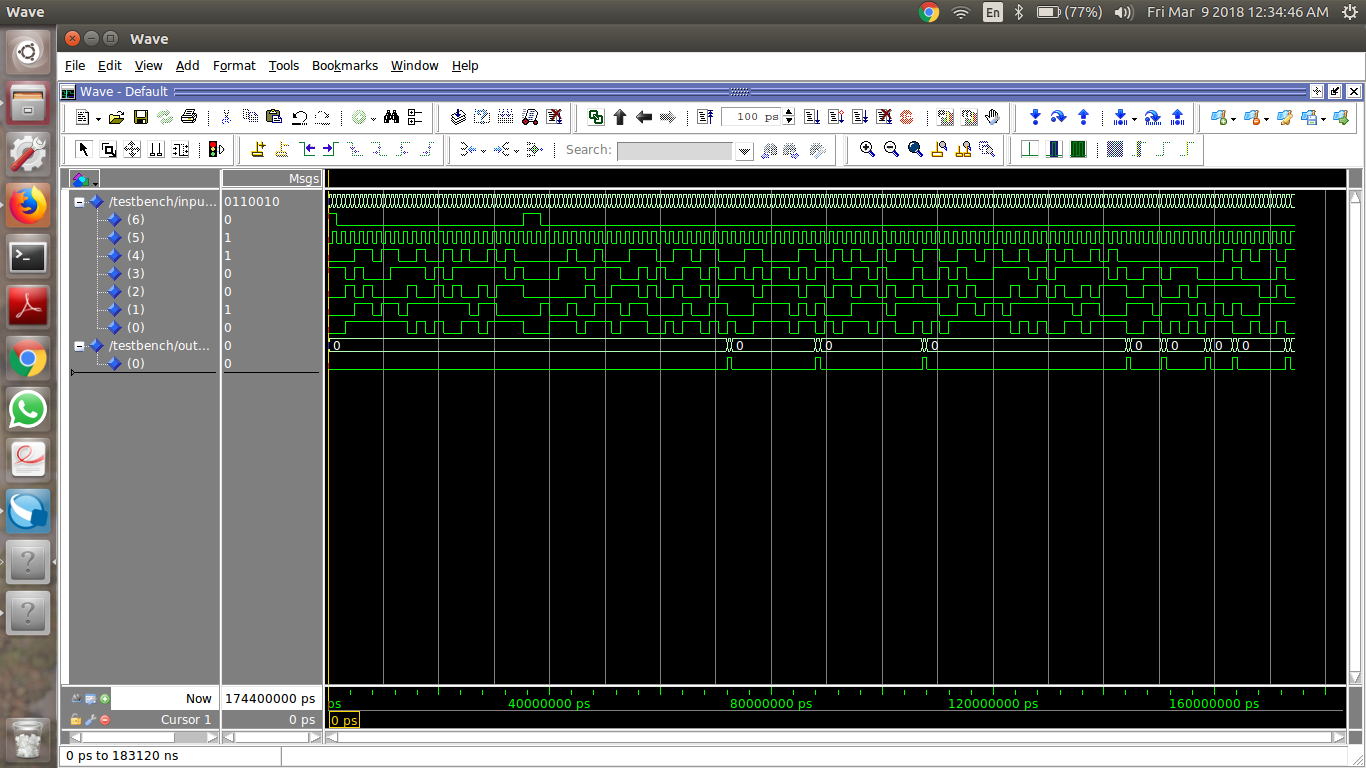 Wave
En
(77%)
Fri Mar 9 2018 12:34:46 AM
Wave
File Edit View Add Format Tools Bookmarks Window Help
Wave - Default
100 ps
Search:
Msgs
/testbench/inpu... 0110010
(6) 0
(5) 1
(4) 1
(3) 0
(2) 0
(1) 1
(0) 0
/testbench/out... 0 0 0 0 0 0 0 0 0
(0) 0
Now 174400000 ps ps 40000000 ps 80000000 ps 120000000 ps 160000000 ps
Cursor 1 0 ps 0 ps
0 ps to 183120 ns